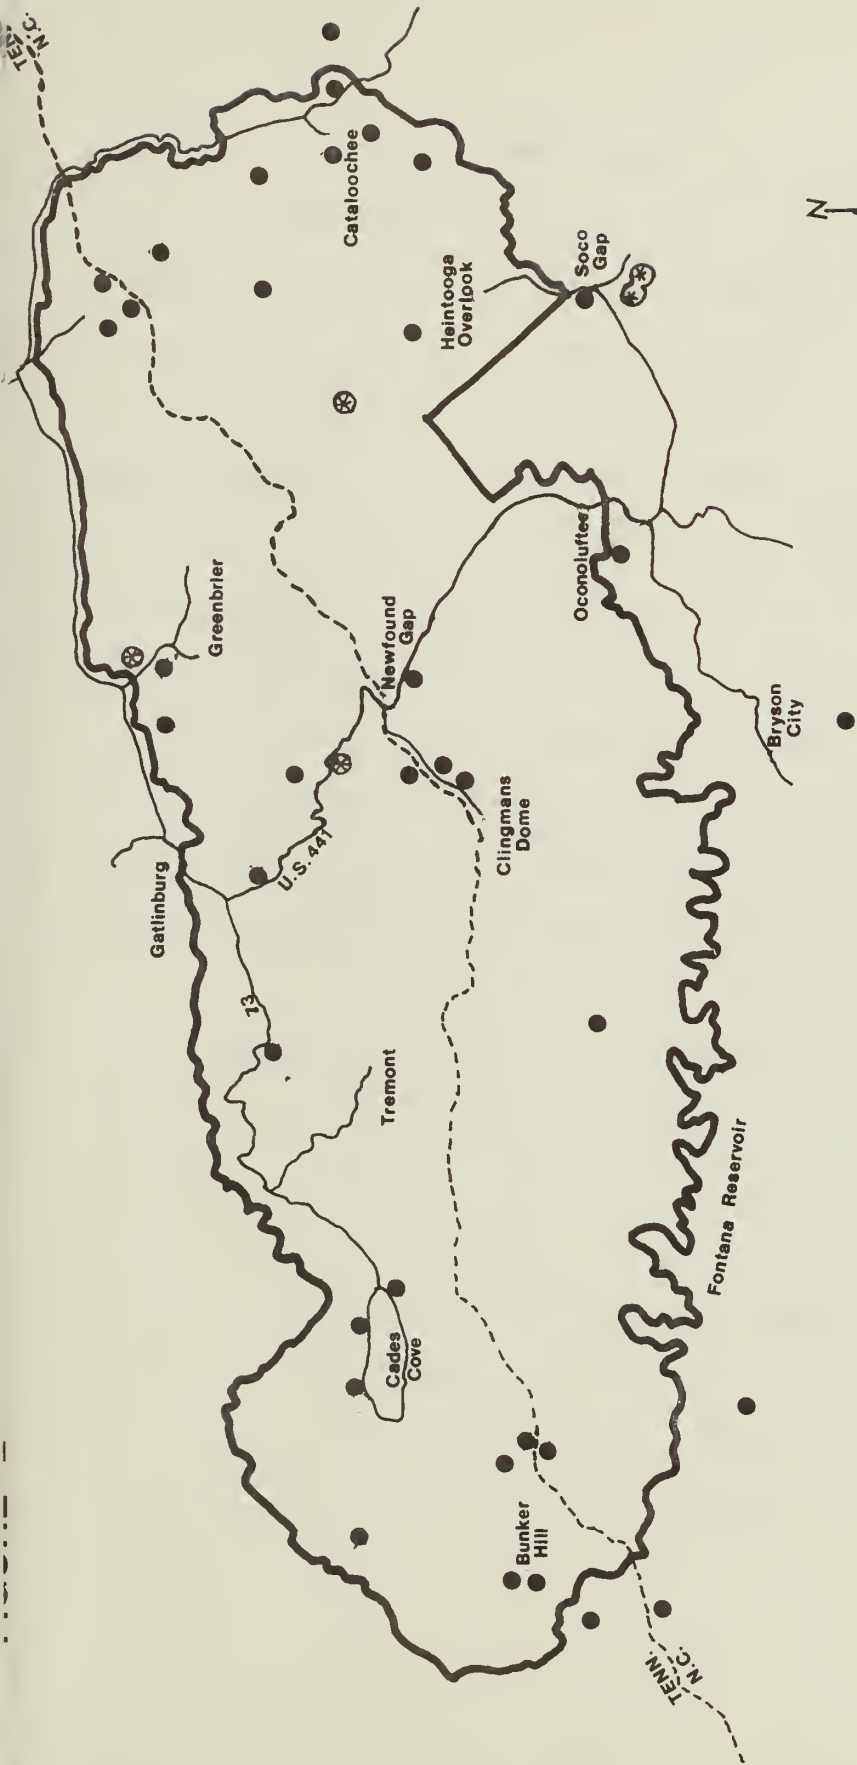 TENN.
N.C.
Cataloochee
Heintooga
Overlook
Soco
Gap
N
Greenbrier
Newfound
Gap
Oconoluftee
Bryson
City
Gatlinburg
U.S. 441
Clingmans
Dome
73
Tremont
Fontana Reservoir
Cades
Cove
Bunker
Hill
TENN.
N.C.